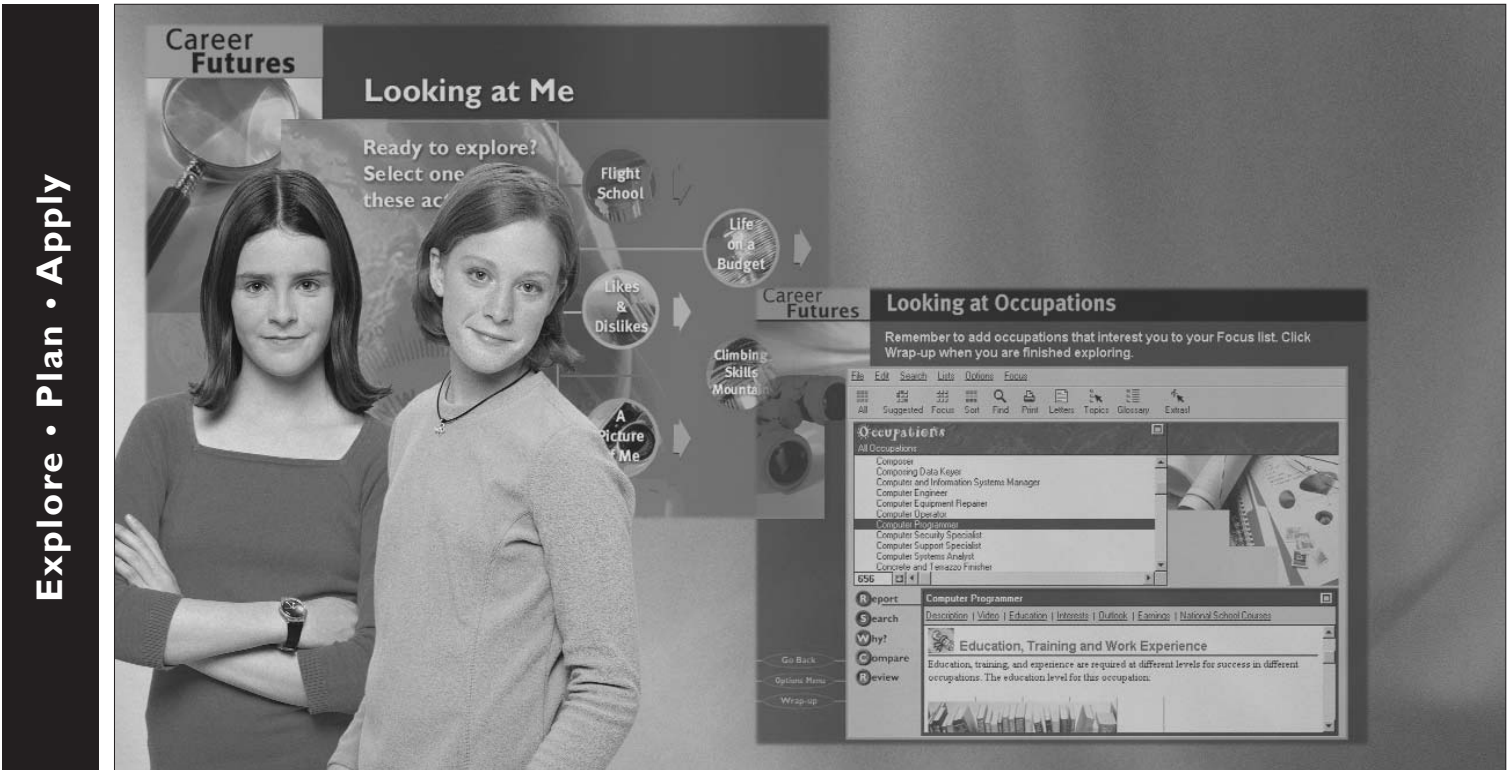 Explore • Plan • Apply
Career
Futures
Looking at Me
Ready to explore?
Select one
these
Flight
School
Life
on a
Budget
Likes
&
Dislikes
Climbing
Skills
Mountain
A
Picture
of Me
Career
Futures
Looking at Occupations
Remember to add occupations that interest you to your Focus list. Click
Wrap-up when you are finished exploring.
File Edit Search Lists Options Focus
All Suggested Focus Sort Find Print Letters Topics Glossary Extras!
Occupations
All Occupations
Composer
Composing Data Keyer
Computer and Information Systems Manager
Computer Engineer
Computer Equipment Repairer
Computer Operator
Computer Programmer
Computer Security Specialist
Computer Support Specialist
Computer Systems Analyst
Concrete and Terrazzo Finisher
656
Report
Search
Why?
Compare
Review
Computer Programmer
Description | Video | Education | Interests | Outlook | Earnings | National School Courses
Education, Training and Work Experience
Education, training, and experience are required at different levels for success in different
occupations. The education level for this occupation:
Go Back
Options Menu
Wrap-up